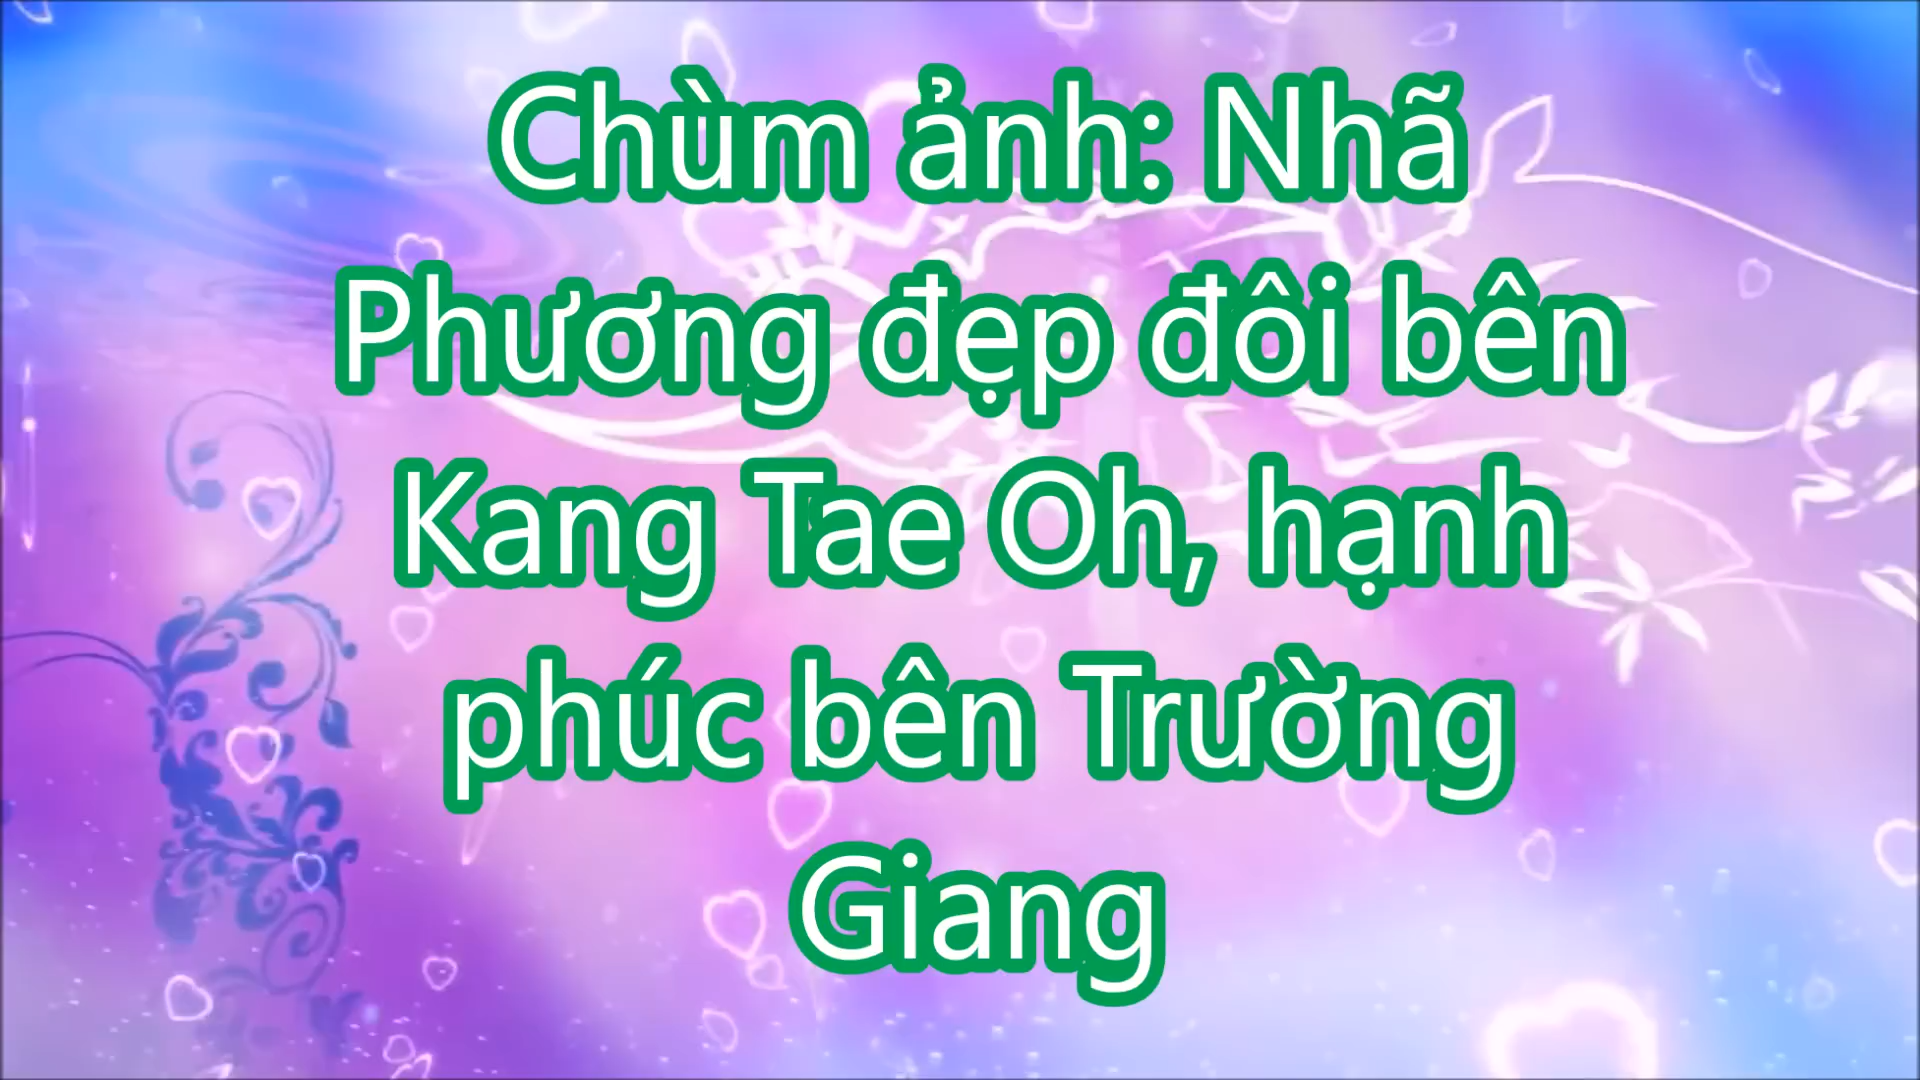 Chùm ảnh: Nhã
Phương đẹp đôi bên
Kang Tae Oh, hạnh
phúc bên Trường
Giang